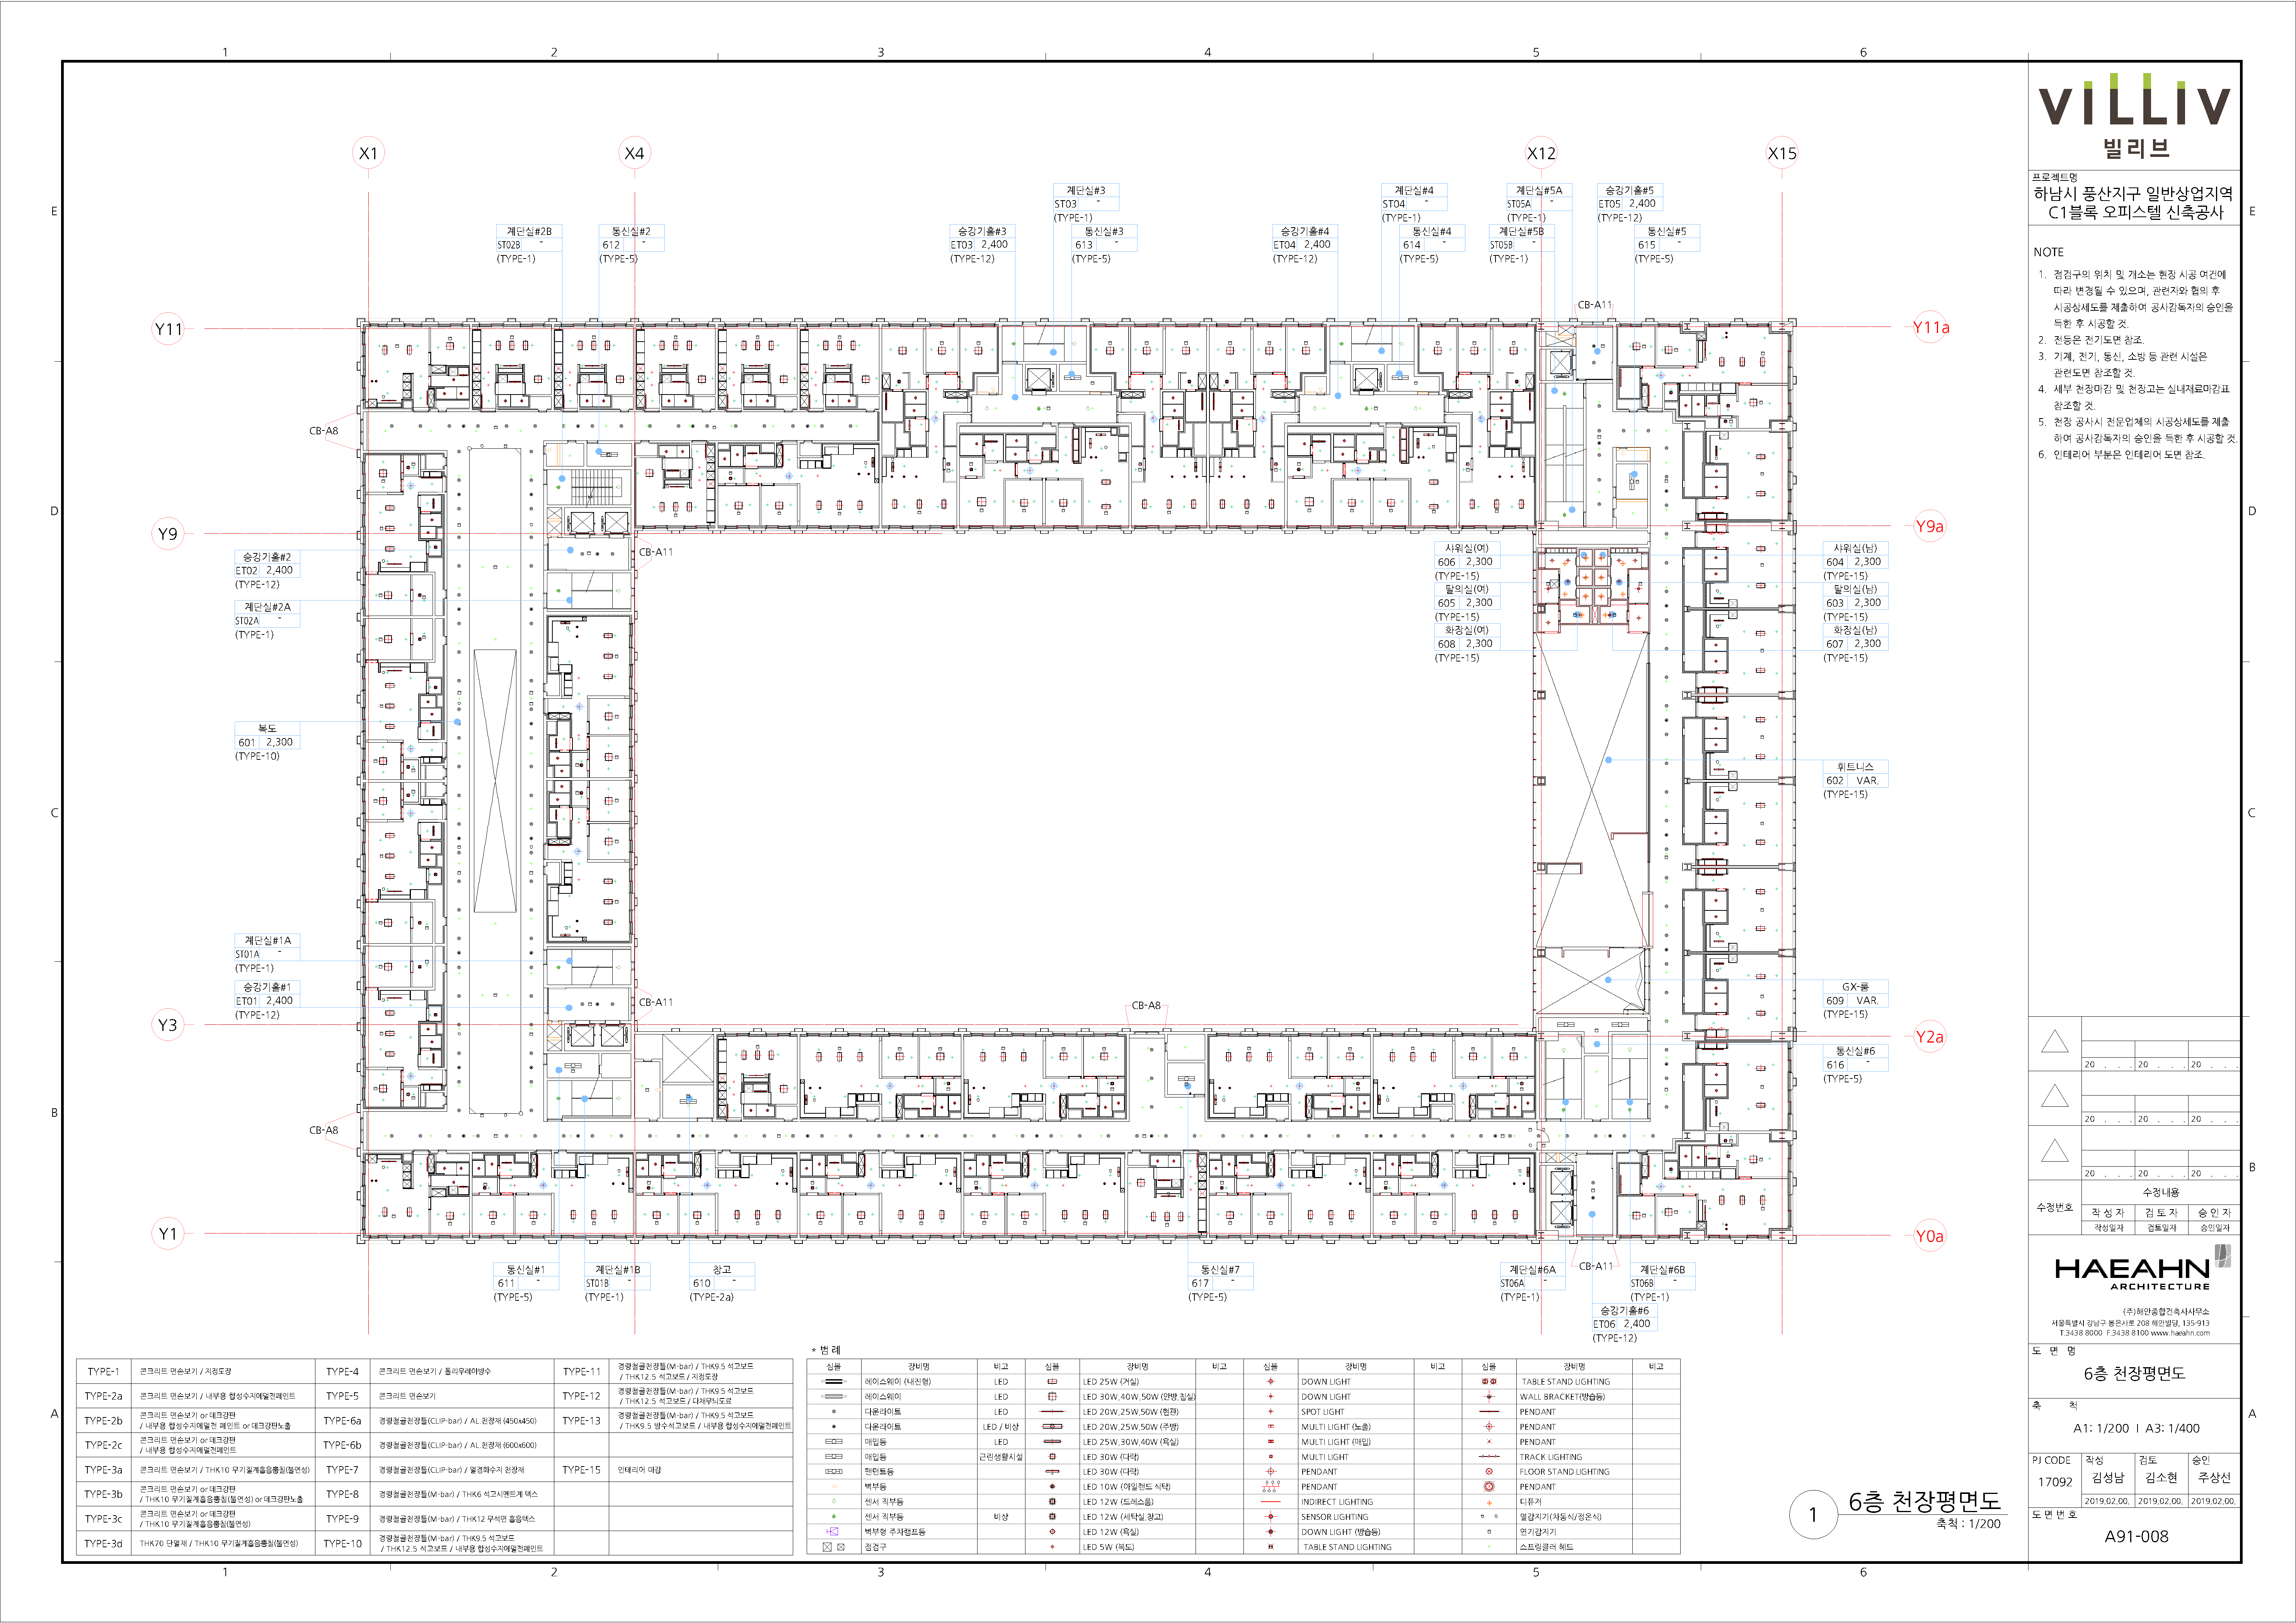 1 2 3 4 5 6
E
D
C
B
A
X1 X4 X12 X15
계단실#3
ST03 -
(TYPE-1)
계단실#4
ST04 -
(TYPE-1)
계단실#5A
ST05A -
(TYPE-1)
승강기홀#5
ET05 2,400
(TYPE-12)
계단실#2B
ST02B -
(TYPE-1)
통신실#2
612 -
(TYPE-5)
승강기홀#3
ET03 2,400
(TYPE-12)
통신실#3
613 -
(TYPE-5)
승강기홀#4
ET04 2,400
(TYPE-12)
통신실#4
614 -
(TYPE-5)
계단실#5B
ST05B -
(TYPE-1)
통신실#5
615 -
(TYPE-5)
CB-A11
Y11
Y11a
CB-A8
Y9
Y9a
승강기홀#2
ET02 2,400
(TYPE-12)
CB-A11
계단실#2A
ST02A -
(TYPE-1)
샤워실(여)
606 2,300
(TYPE-15)
탈의실(여)
605 2,300
(TYPE-15)
화장실(여)
608 2,300
(TYPE-15)
샤워실(남)
604 2,300
(TYPE-15)
탈의실(남)
603 2,300
(TYPE-15)
화장실(남)
607 2,300
(TYPE-15)
복도
601 2,300
(TYPE-10)
휘트니스
602 VAR.
(TYPE-15)
계단실#1A
ST01A -
(TYPE-1)
승강기홀#1
ET01 2,400
(TYPE-12)
CB-A11
CB-A8
GX-룸
609 VAR.
(TYPE-15)
Y3
Y2a
통신실#6
616 -
(TYPE-5)
CB-A8
Y1
Y0a
통신실#1
611 -
(TYPE-5)
계단실#1B
ST01B -
(TYPE-1)
창고
610 -
(TYPE-2a)
통신실#7
617 -
(TYPE-5)
계단실#6A
ST06A -
(TYPE-1)
CB-A11
계단실#6B
ST06B -
(TYPE-1)
승강기홀#6
ET06 2,400
(TYPE-12)
TYPE-1 콘크리트 면손보기 / 지정도장
TYPE-2a 콘크리트 면손보기 / 내부용 합성수지에멀젼페인트
TYPE-2b 콘크리트 면손보기 or 데크강판
/ 내부용 합성수지에멀젼 페인트 or 데크강판노출
TYPE-2c 콘크리트 면손보기 or 데크강판
/ 내부용 합성수지에멀젼페인트
TYPE-3a 콘크리트 면손보기 / THK10 무기질계흡음뿜칠(불연성)
TYPE-3b 콘크리트 면손보기 or 데크강판
/ THK10 무기질계흡음뿜칠(불연성) or 데크강판노출
TYPE-3c 콘크리트 면손보기 or 데크강판
/ THK10 무기질계흡음뿜칠(불연성)
TYPE-3d THK70 단열재 / THK10 무기질계흡음뿜칠(불연성)
TYPE-4 콘크리트 면손보기 / 폴리우레아방수
TYPE-5 콘크리트 면손보기
TYPE-6a 경량철골천장틀(CLIP-bar) / AL.천정재 (450x450)
TYPE-6b 경량철골천장틀(CLIP-bar) / AL.천정재 (600x600)
TYPE-7 경량철골천장틀(CLIP-bar) / 열경화수지 천장재
TYPE-8 경량철골천장틀(M-bar) / THK6 석고시멘트계 텍스
TYPE-9 경량철골천장틀(M-bar) / THK12 무석면 흡음텍스
TYPE-10 경량철골천장틀(M-bar) / THK9.5 석고보드
/ THK12.5 석고보드 / 내부용 합성수지에멀젼페인트
TYPE-11 경량철골천장틀(M-bar) / THK9.5 석고보드
/ THK12.5 석고보드 / 지정도장
TYPE-12 경량철골천장틀(M-bar) / THK9.5 석고보드
/ THK12.5 석고보드 / 다채무늬도료
TYPE-13 경량철골천장틀(M-bar) / THK9.5 석고보드
/ THK9.5 방수석고보드 / 내부용 합성수지에멀젼페인트
TYPE-15 인테리어 마감
* 범 례
심볼 장비명 비고 심볼 장비명 비고 심볼 장비명 비고 심볼 장비명 비고
레이스웨이 (내진형) LED LED 25W (거실) DOWN LIGHT TABLE STAND LIGHTING
레이스웨이 LED LED 30W,40W,50W (안방,침실) DOWN LIGHT WALL BRACKET(방습등)
다운라이트 LED LED 20W,25W,50W (현관) SPOT LIGHT PENDANT
다운라이트 LED / 비상 LED 20W,25W,50W (주방) MULTI LIGHT (노출) PENDANT
매입등 LED LED 25W,30W,40W (욕실) MULTI LIGHT (매입) PENDANT
매입등 근린생활시설 LED 30W (다락) MULTI LIGHT TRACK LIGHTING
팬던트등 LED 30W (다락) PENDANT FLOOR STAND LIGHTING
벽부등 LED 10W (아일랜드 식탁) PENDANT PENDANT
센서 직부등 LED 12W (드레스룸) INDIRECT LIGHTING 디퓨져
센서 직부등 비상 LED 12W (세탁실,창고) SENSOR LIGHTING 열감지기(차동식/정온식)
벽부형 주차램프등 LED 12W (욕실) DOWN LIGHT (방습등) 연기감지기
점검구 LED 5W (복도) TABLE STAND LIGHTING 스프링클러 헤드
1 6층 천장평면도
축척 : 1/200
VILLIV
빌리브
프로젝트명
하남시 풍산지구 일반상업지역
C1블록 오피스텔 신축공사
NOTE
1. 점검구의 위치 및 개소는 현장 시공 여건에
따라 변경될 수 있으며, 관련자와 협의 후
시공상세도를 제출하여 공사감독자의 승인을
득한 후 시공할 것.
2. 전등은 전기도면 참조.
3. 기계, 전기, 통신, 소방 등 관련 시설은
관련도면 참조할 것.
4. 세부 천장마감 및 천장고는 실내재료마감표
참조할 것.
5. 천장 공사시 전문업체의 시공상세도를 제출
하여 공사감독자의 승인을 득한 후 시공할 것.
6. 인테리어 부분은 인테리어 도면 참조.
20 . . . 20 . . . 20 . . .
20 . . . 20 . . . 20 . . .
20 . . . 20 . . . 20 . . .
수정번호 수정내용
작 성 자 검 토 자 승 인 자
작성일자 검토일자 승인일자
HAEAHN
ARCHITECTURE
(주)해안종합건축사사무소
서울특별시 강남구 봉은사로 208 해안빌딩, 135-913
T.3438 8000 F.3438 8100 www.haeahn.com
도 면 명
6층 천장평면도
축 척
A1: 1/200 I A3: 1/400
PJ CODE 작성 검토 승인
17092 김성남 김소현 주상선
2019.02.00. 2019.02.00. 2019.02.00.
도 면 번 호
A91-008
E
D
C
B
A
1 2 3 4 5 6